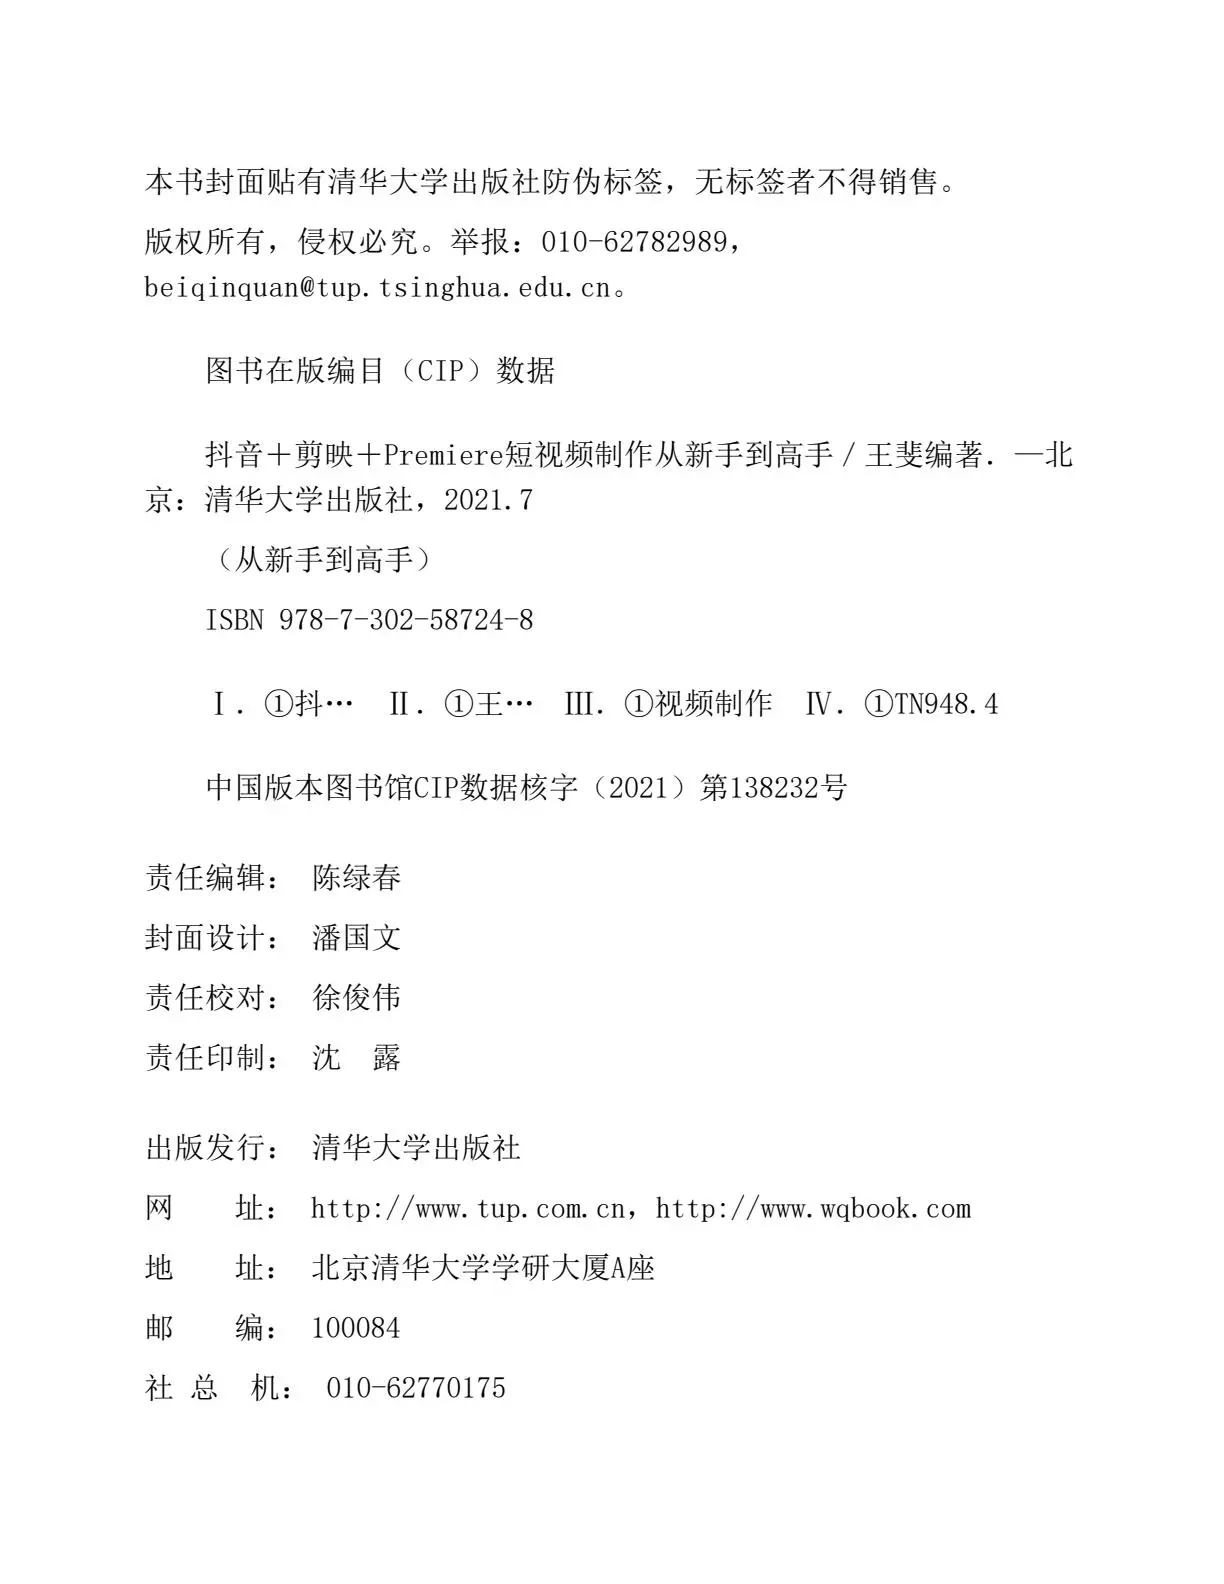 本书封面贴有清华大学出版社防伪标签，无标签者不得销售。
版权所有，侵权必究。举报：010-62782989，
beiqinquan@tup.tsinghua.edu.cn。
图书在版编目（CIP）数据
抖音＋剪映＋Premiere短视频制作从新手到高手／王斐编著．—北
京：清华大学出版社，2021.7
（从新手到高手）
ISBN 978-7-302-58724-8
Ⅰ．①抖…　Ⅱ．①王…　Ⅲ．①视频制作　Ⅳ．①TN948.4
中国版本图书馆CIP数据核字（2021）第138232号
责任编辑：　陈绿春
封面设计：　潘国文
责任校对：　徐俊伟
责任印制：　沈　露
出版发行：　清华大学出版社
网　　址：　http://www.tup.com.cn，http://www.wqbook.com
地　　址：　北京清华大学学研大厦A座
邮　　编：　100084
社 总　机：　010-62770175